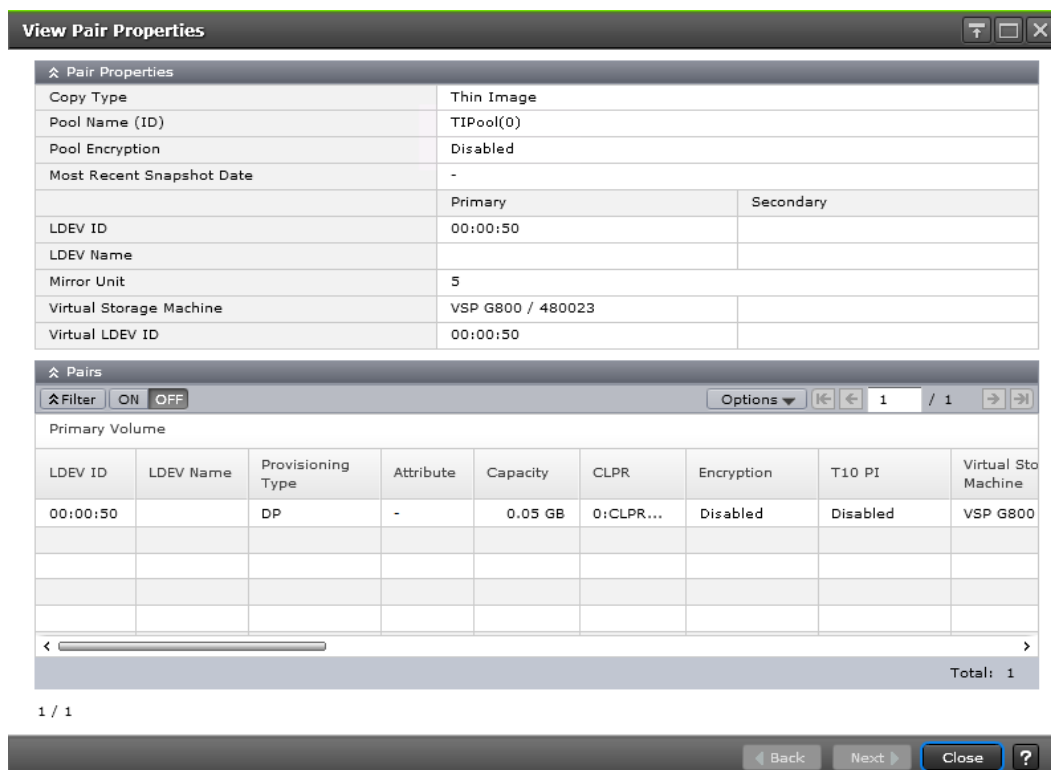 View Pair Properties
Pair Properties
Copy Type Thin Image
Pool Name (ID) TIPool(0)
Pool Encryption Disabled
Most Recent Snapshot Date -
Primary Secondary
LDEV ID 00:00:50
LDEV Name
Mirror Unit 5
Virtual Storage Machine VSP G800 / 480023
Virtual LDEV ID 00:00:50
Pairs
Filter ON OFF Options 1 / 1
Primary Volume
LDEV ID LDEV Name Provisioning Type Attribute Capacity CLPR Encryption T10 PI Virtual Sto Machine
00:00:50 DP - 0.05 GB 0:CLPR... Disabled Disabled VSP G800
Total: 1
1 / 1
Back Next Close ?